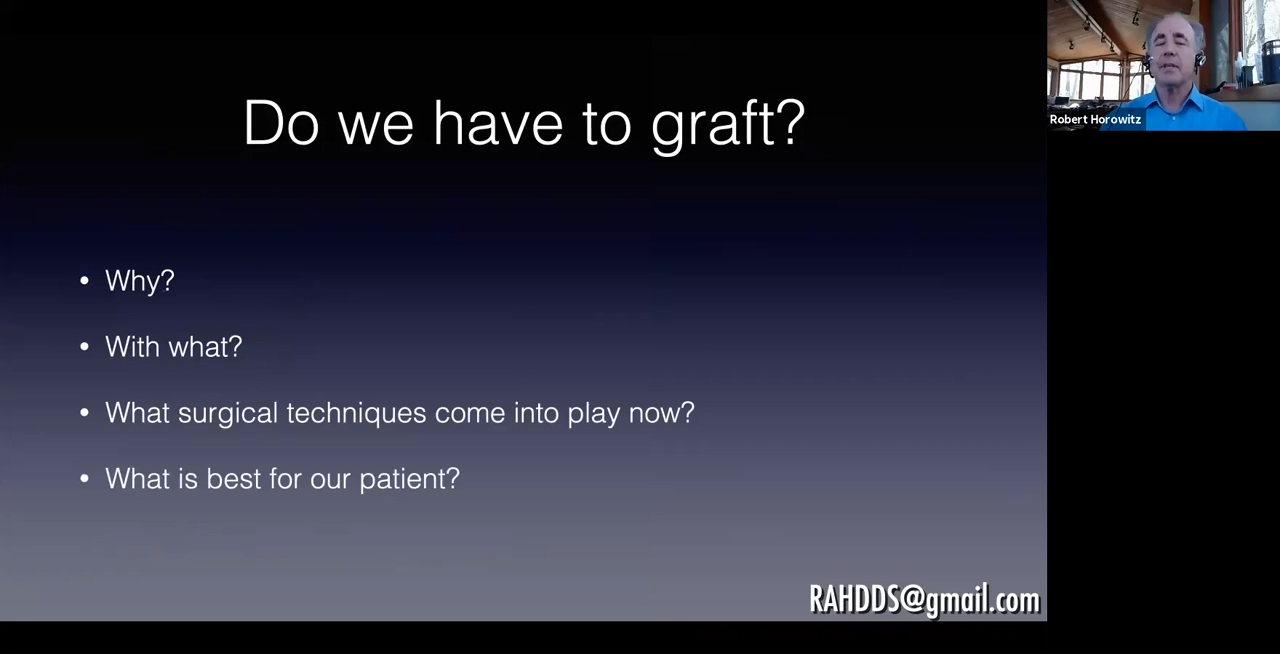 Do we have to graft?
• Why?
• With what?
• What surgical techniques come into play now?
• What is best for our patient?
RAHDDS@gmail.com
Robert Horowitz